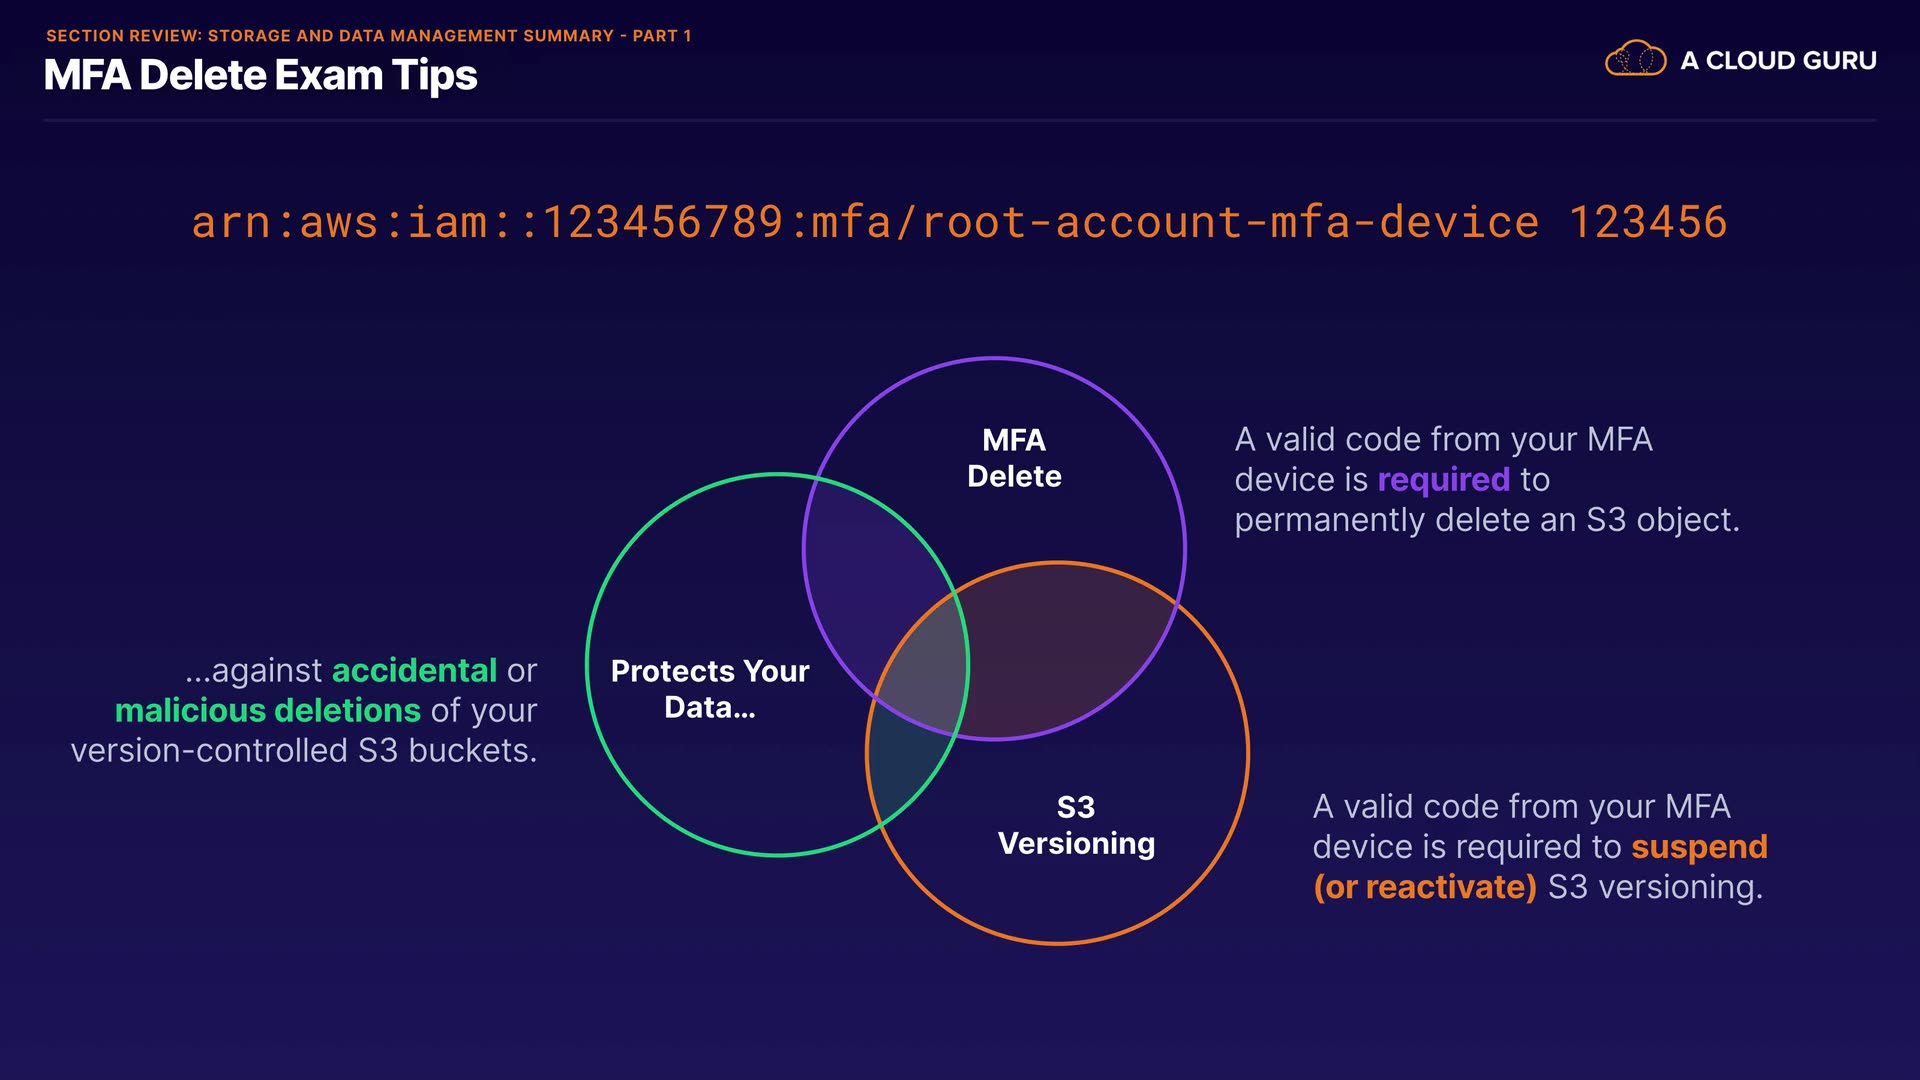 SECTION REVIEW: STORAGE AND DATA MANAGEMENT SUMMARY - PART 1
MFA Delete Exam Tips
A CLOUD GURU
arn:aws:iam::123456789:mfa/root-account-mfa-device 123456
MFA
Delete
A valid code from your MFA
device is required to
permanently delete an S3 object.
Protects Your
Data...
...against accidental or
malicious deletions of your
version-controlled S3 buckets.
S3
Versioning
A valid code from your MFA
device is required to suspend
(or reactivate) S3 versioning.